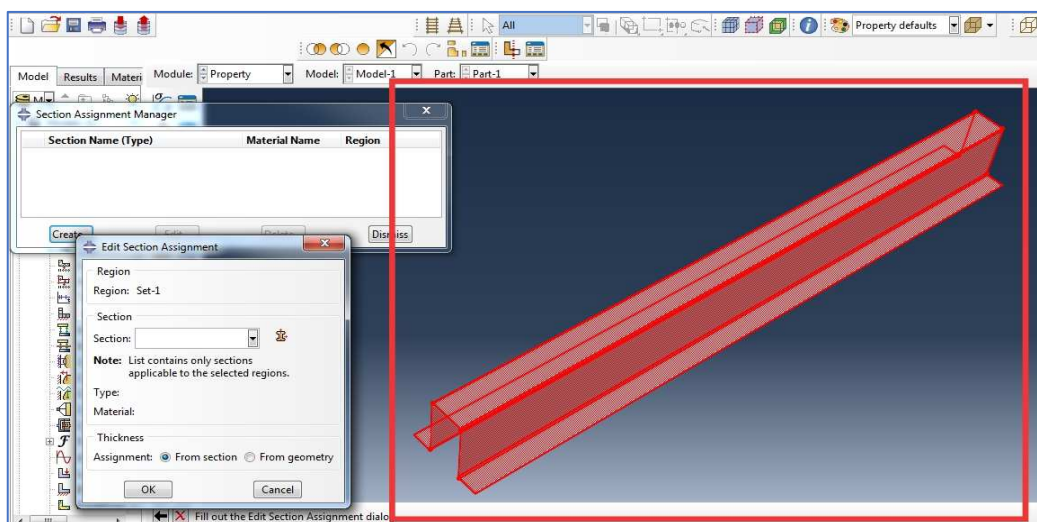 All
Property defaults
Model Results Materi Module: Property Model: Model-1 Part: Part-1
Section Assignment Manager
x
Section Name (Type) Material Name Region
Create Edit... Delete... Dismiss
Edit Section Assignment
x
Region
Region: Set-1
Section
Section:
Note: List contains only sections
applicable to the selected regions.
Type:
Material:
Thickness
Assignment: From section From geometry
OK Cancel
Fill out the Edit Section Assignment dialo